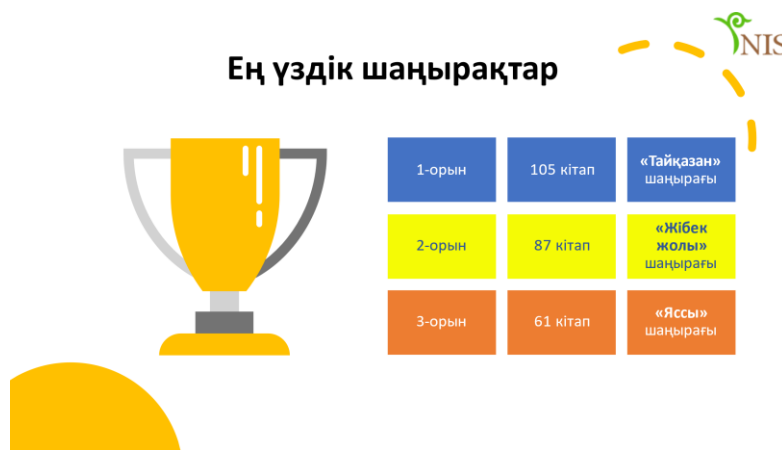 NIS
Ең үздік шаңырақтар
1-орын
105 кітап
«Тайқазан»
шаңырағы
2-орын
87 кітап
«Жібек
жолы»
шаңырағы
3-орын
61 кітап
«Яссы»
шаңырағы